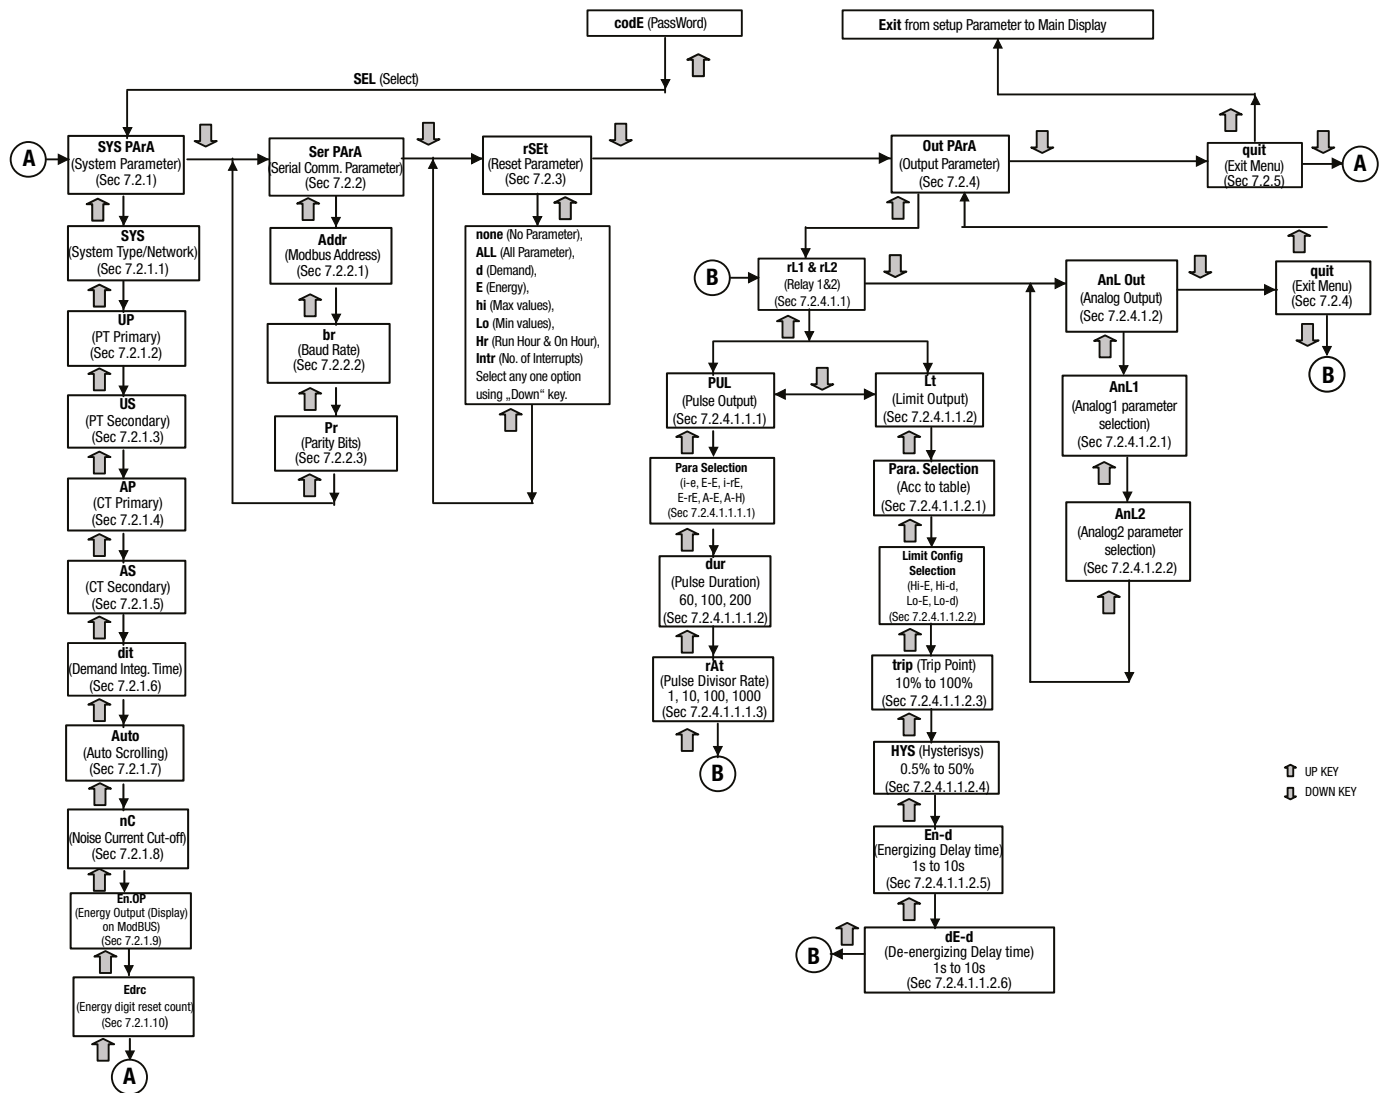 codE (PassWord)
Exit from setup Parameter to Main Display
SEL (Select)
A
SYS PArA
(System Parameter)
(Sec 7.2.1)
Ser PArA
(Serial Comm. Parameter)
(Sec 7.2.2)
rSEt
(Reset Parameter)
(Sec 7.2.3)
Out PArA
(Output Parameter)
(Sec 7.2.4)
quit
(Exit Menu)
(Sec 7.2.5)
A
SYS
(System Type/Network)
(Sec 7.2.1.1)
UP
(PT Primary)
(Sec 7.2.1.2)
US
(PT Secondary)
(Sec 7.2.1.3)
AP
(CT Primary)
(Sec 7.2.1.4)
AS
(CT Secondary)
(Sec 7.2.1.5)
dit
(Demand Integ. Time)
(Sec 7.2.1.6)
Auto
(Auto Scrolling)
(Sec 7.2.1.7)
nC
(Noise Current Cut-off)
(Sec 7.2.1.8)
En.OP
(Energy Output (Display)
on ModBUS)
(Sec 7.2.1.9)
Edrc
(Energy digit reset count)
(Sec 7.2.1.10)
A
Addr
(Modbus Address)
(Sec 7.2.2.1)
br
(Baud Rate)
(Sec 7.2.2.2)
Pr
(Parity Bits)
(Sec 7.2.2.3)
none (No Parameter),
ALL (All Parameter),
d (Demand),
E (Energy),
hi (Max values),
Lo (Min values),
Hr (Run Hour & On Hour),
Intr (No. of Interrupts)
Select any one option
using „Down“ key.
B
rL1 & rL2
(Relay 1&2)
(Sec 7.2.4.1.1)
AnL Out
(Analog Output)
(Sec 7.2.4.1.2)
quit
(Exit Menu)
(Sec 7.2.4)
B
PUL
(Pulse Output)
(Sec 7.2.4.1.1.1)
Para Selection
(i-e, E-E, i-rE,
E-rE, A-E, A-H)
(Sec 7.2.4.1.1.1.1)
dur
(Pulse Duration)
60, 100, 200
(Sec 7.2.4.1.1.1.2)
rAt
(Pulse Divisor Rate)
1, 10, 100, 1000
(Sec 7.2.4.1.1.1.3)
B
Lt
(Limit Output)
(Sec 7.2.4.1.1.2)
Para. Selection
(Acc to table)
(Sec 7.2.4.1.1.2.1)
Limit Config
Selection
(Hi-E, Hi-d,
Lo-E, Lo-d)
(Sec 7.2.4.1.1.2.2)
trip (Trip Point)
10% to 100%
(Sec 7.2.4.1.1.2.3)
HYS (Hysterisys)
0.5% to 50%
(Sec 7.2.4.1.1.2.4)
En-d
(Energizing Delay time)
1s to 10s
(Sec 7.2.4.1.1.2.5)
dE-d
(De-energizing Delay time)
1s to 10s
(Sec 7.2.4.1.1.2.6)
B
AnL1
(Analog1 parameter
selection)
(Sec 7.2.4.1.2.1)
AnL2
(Analog2 parameter
selection)
(Sec 7.2.4.1.2.2)
UP KEY
DOWN KEY